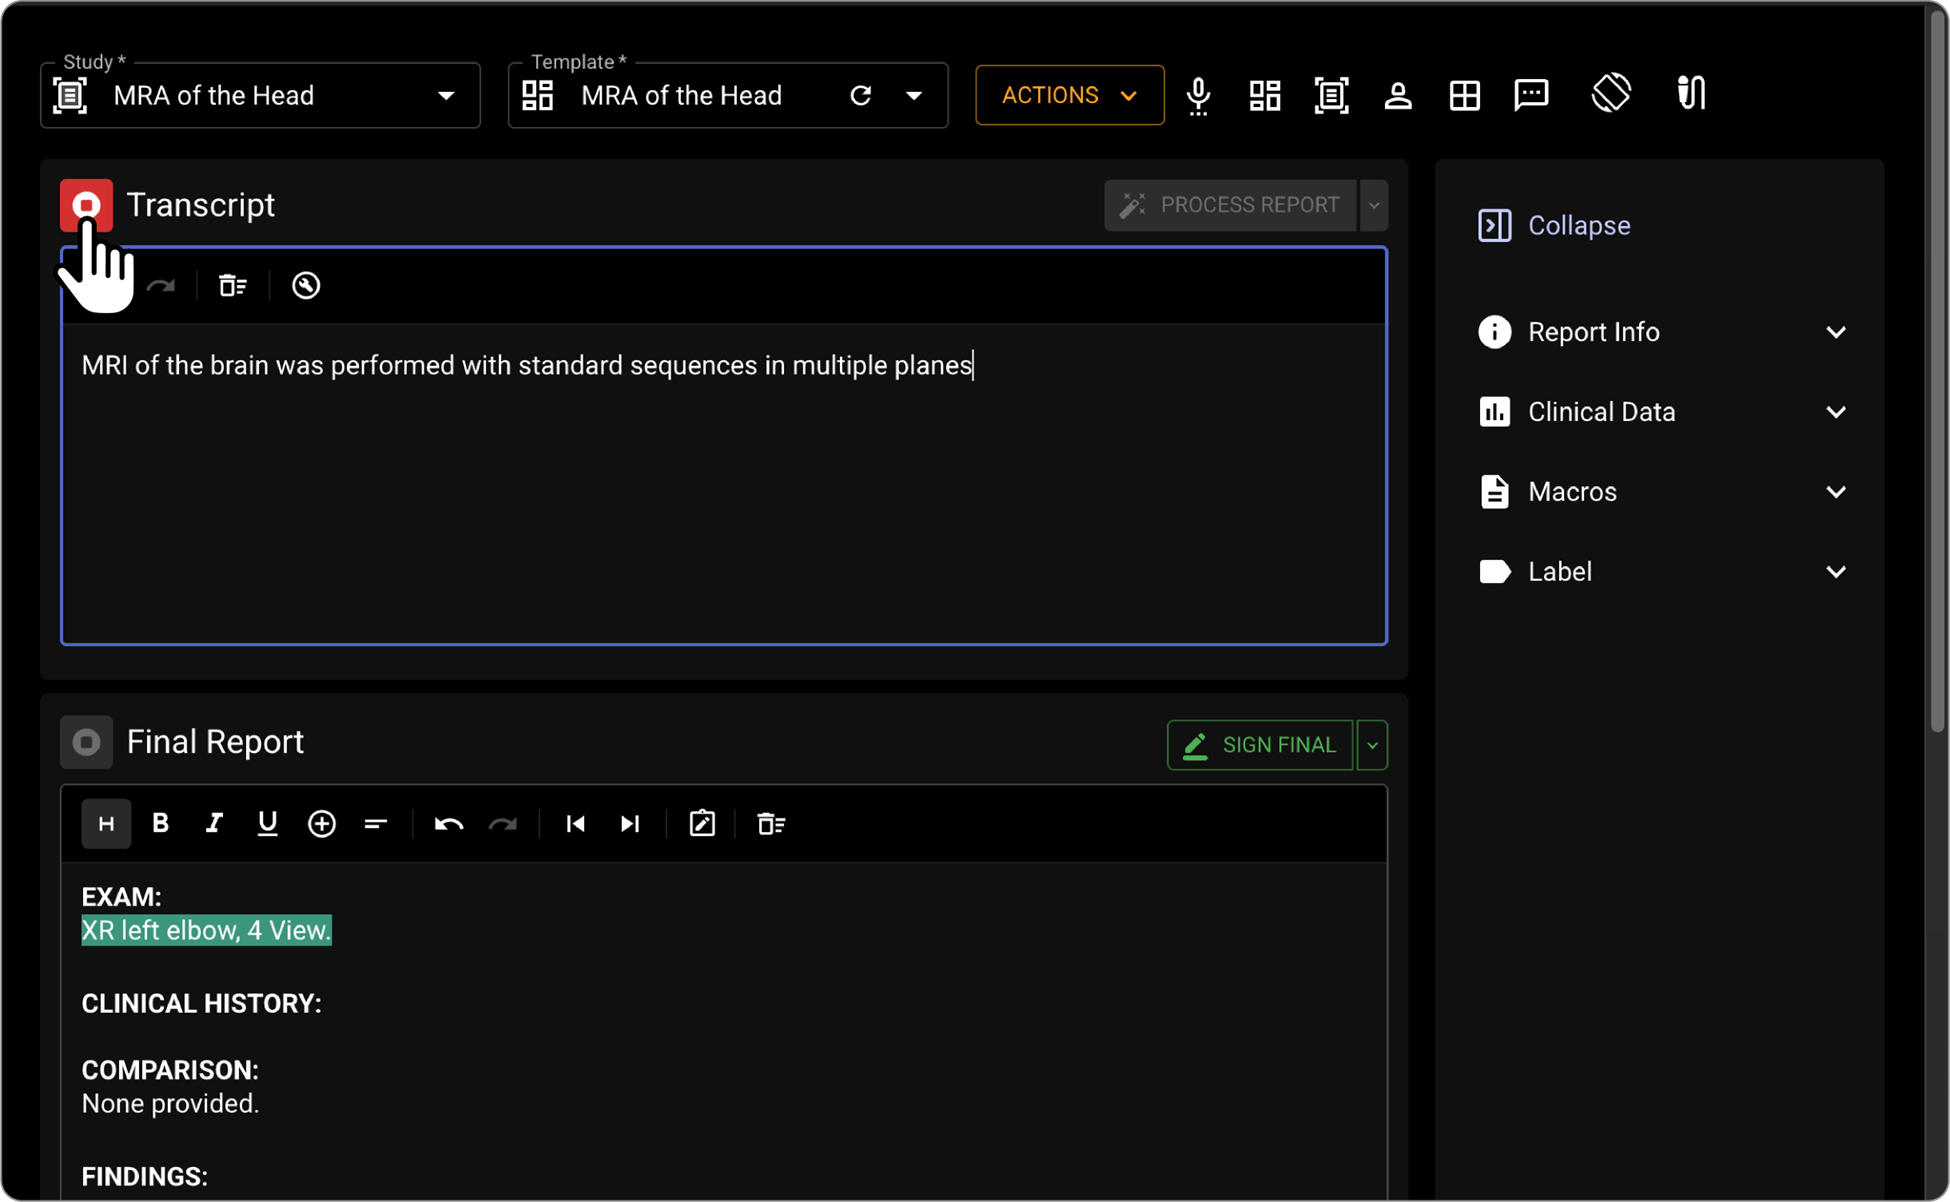 Study *
MRA of the Head
Template *
MRA of the Head
ACTIONS
Transcript
PROCESS REPORT
MRI of the brain was performed with standard sequences in multiple planes
Collapse
Report Info
Clinical Data
Macros
Label
Final Report
SIGN FINAL
H B I U
EXAM:
XR left elbow, 4 View.
CLINICAL HISTORY:
COMPARISON:
None provided.
FINDINGS: